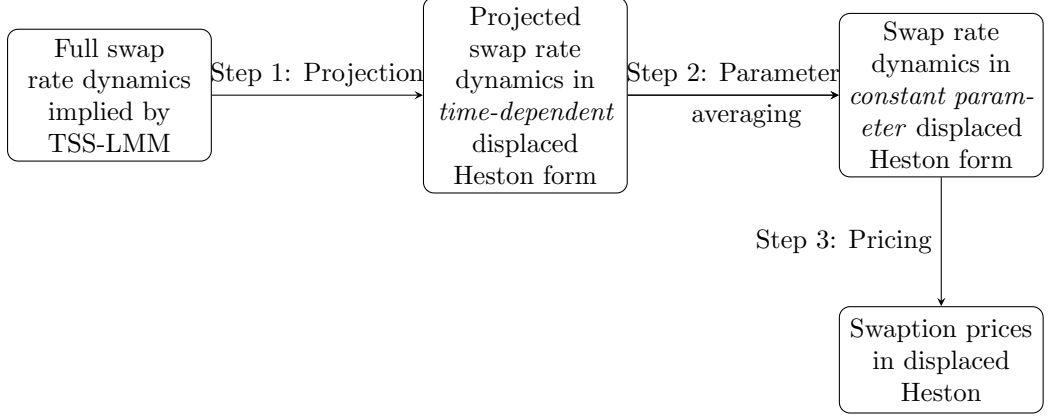 Full swap
rate dynamics
implied by
TSS-LMM
Step 1: Projection
Projected
swap rate
dynamics in
time-dependent
displaced
Heston form
Step 2: Parameter
averaging
Swap rate
dynamics in
constant param-
eter displaced
Heston form
Step 3: Pricing
Swaption prices
in displaced
Heston